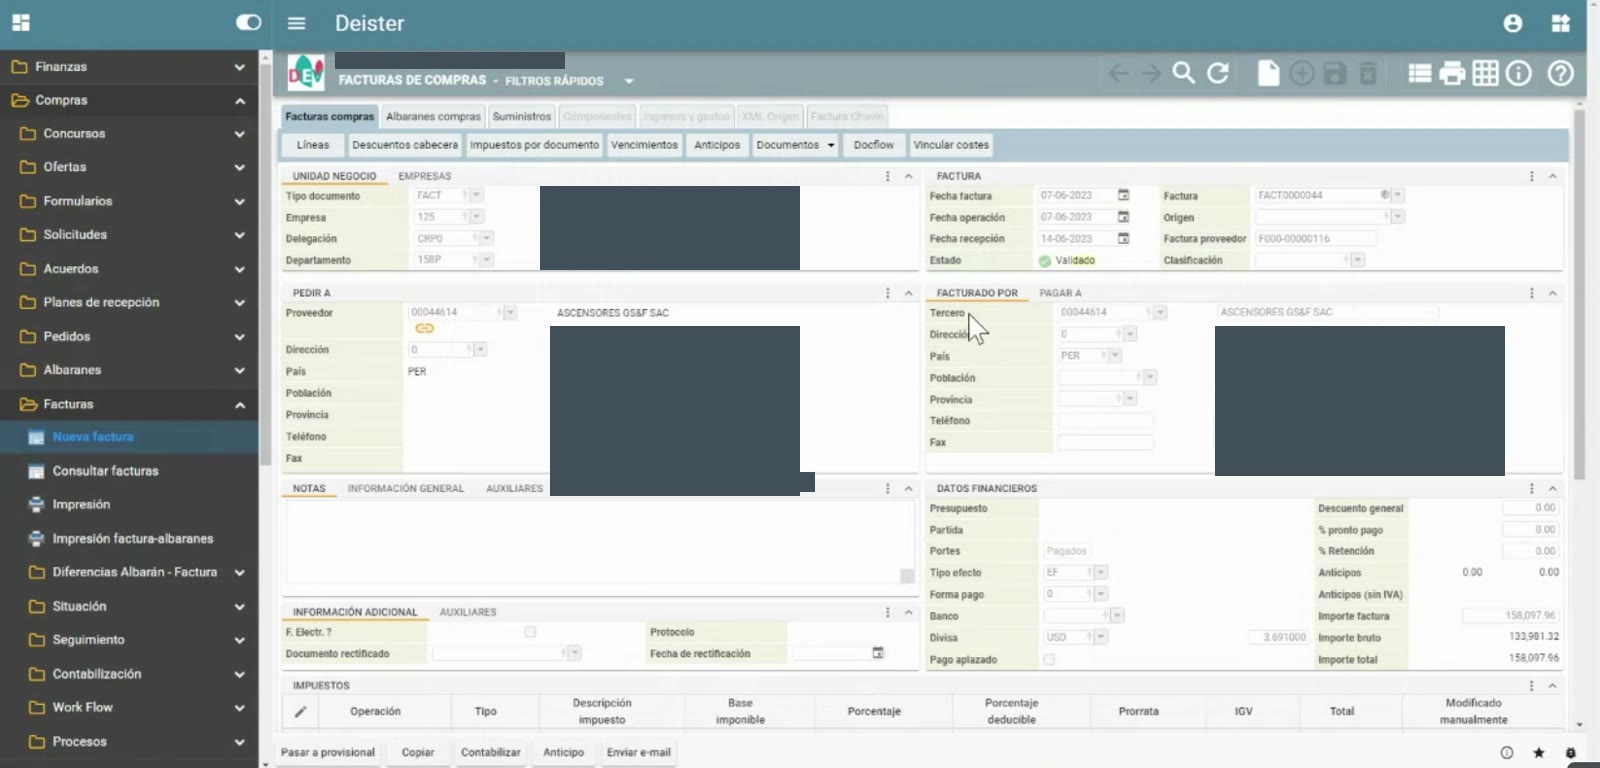 Deister
Finanzas
Compras
Concursos
Ofertas
Formularios
Solicitudes
Acuerdos
Planes de recepción
Pedidos
Albaranes
Facturas
Nueva factura
Consultar facturas
Impresión
Impresión factura-albaranes
Diferencias Albarán - Factura
Situación
Seguimiento
Contabilización
Work Flow
Procesos
DEV
FACTURAS DE COMPRAS - FILTROS RÁPIDOS
Facturas compras Albaranes compras Suministros Componentes Ingresos y gastos XML Origen Factura Chavín
Líneas Descuentos cabecera Impuestos por documento Vencimientos Anticipos Documentos Docflow Vincular costes
UNIDAD NEGOCIO EMPRESAS
Tipo documento FACT
Empresa 125
Delegación CRP0
Departamento 158P
FACTURA
Fecha factura 07-06-2023 Factura FACT0000044
Fecha operación 07-06-2023 Origen
Fecha recepción 14-06-2023 Factura proveedor F000-00000116
Estado Validado Clasificación
PEDIR A
Proveedor 00044614 ASCENSORES GS&F SAC
Dirección 0
País PER
Población
Provincia
Teléfono
Fax
FACTURADO POR PAGAR A
Tercero 00044614 ASCENSORES GS&F SAC
Dirección 0
País PER
Población
Provincia
Teléfono
Fax
NOTAS INFORMACIÓN GENERAL AUXILIARES
DATOS FINANCIEROS
Presupuesto Descuento general 0.00
Partida % pronto pago 0.00
Portes Pagados % Retención 0.00
Tipo efecto EF Anticipos 0.00 0.00
Forma pago 0 Anticipos (sin IVA)
Banco Importe factura 158,097.96
Divisa USD 3.691000 Importe bruto 133,981.32
Pago aplazado Importe total 158,097.96
INFORMACIÓN ADICIONAL AUXILIARES
F. Electr. ? Protocolo
Documento rectificado Fecha de rectificación
IMPUESTOS
Operación Tipo Descripción impuesto Base imponible Porcentaje Porcentaje deducible Prorrata IGV Total Modificado manualmente
Pasar a provisional Copiar Contabilizar Anticipo Enviar e-mail